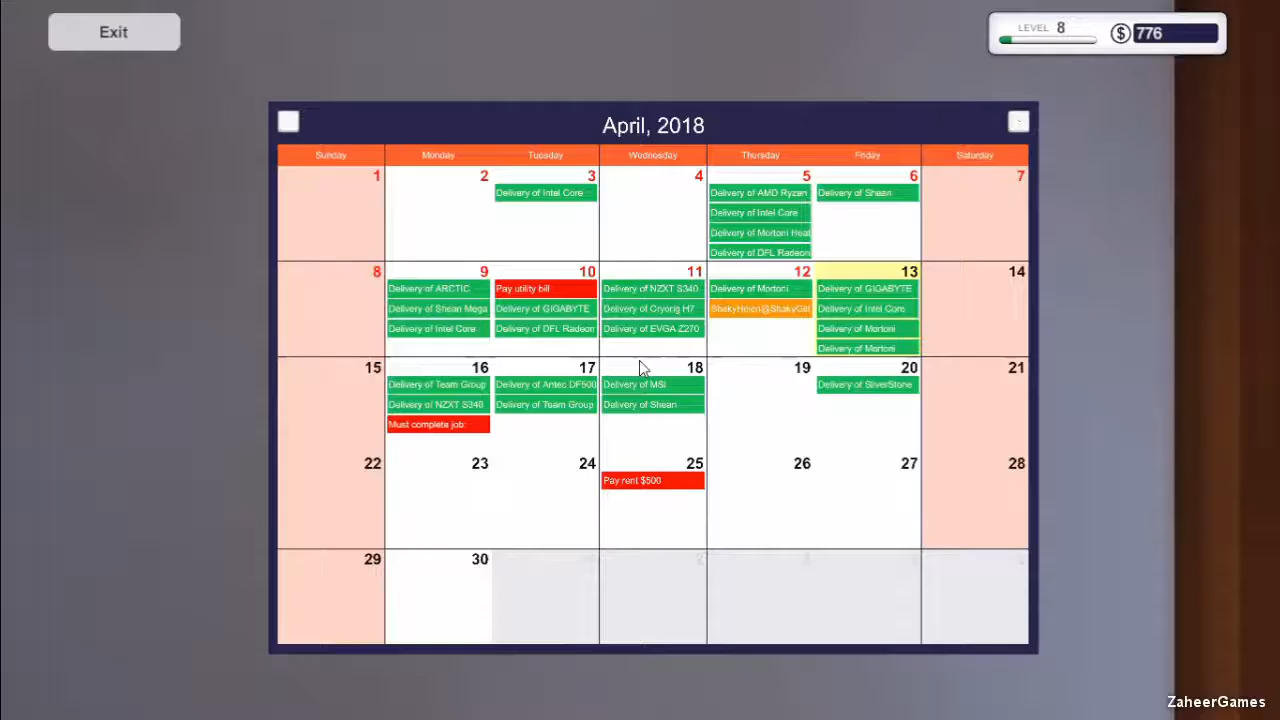 Exit
LEVEL 8
$ 776
April, 2018
Sunday Monday Tuesday Wednesday Thursday Friday Saturday
1 2 3 4 5 6 7
Delivery of Intel Core
Delivery of AMD Ryzen
Delivery of Intel Core
Delivery of Mortoni Heat
Delivery of DFL Radeon
Delivery of Shean
8 9 10 11 12 13 14
Delivery of ARCTIC
Delivery of Shean Mega
Delivery of Intel Core
Pay utility bill
Delivery of GIGABYTE
Delivery of DFL Radeon
Delivery of NZXT S340
Delivery of Cryorig H7
Delivery of EVGA Z270
Delivery of Mortoni
ShakyHelen@ShakyGill
Delivery of GIGABYTE
Delivery of Intel Core
Delivery of Mortoni
Delivery of Mortoni
15 16 17 18 19 20 21
Delivery of Team Group
Delivery of NZXT S340
Must complete job:
Delivery of Antec DF500
Delivery of Team Group
Delivery of MSI
Delivery of Shean
Delivery of SilverStone
22 23 24 25 26 27 28
Pay rent $500
29 30
ZaheerGames